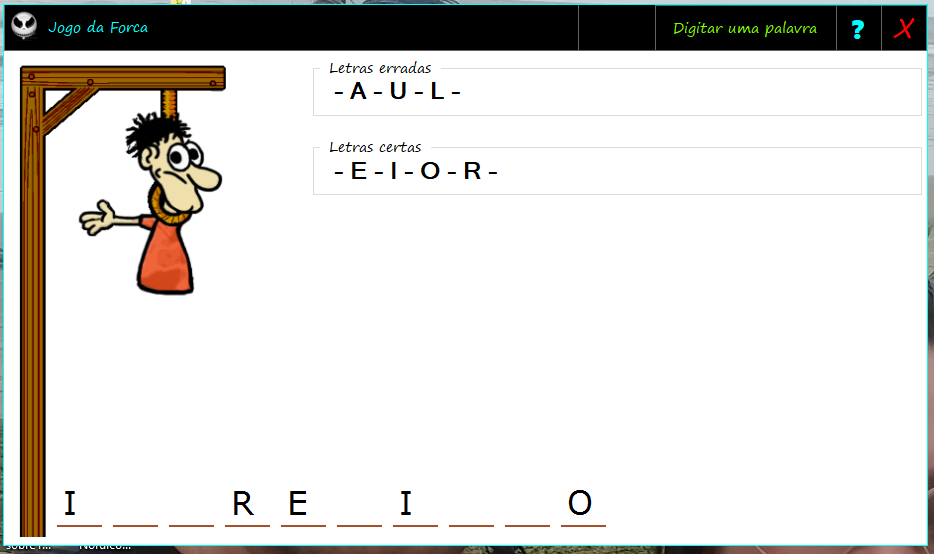 Jogo da Forca
Digitar uma palavra
?
X
Letras erradas
- A - U - L -
Letras certas
- E - I - O - R -
I _ _ R E _ I _ _ O